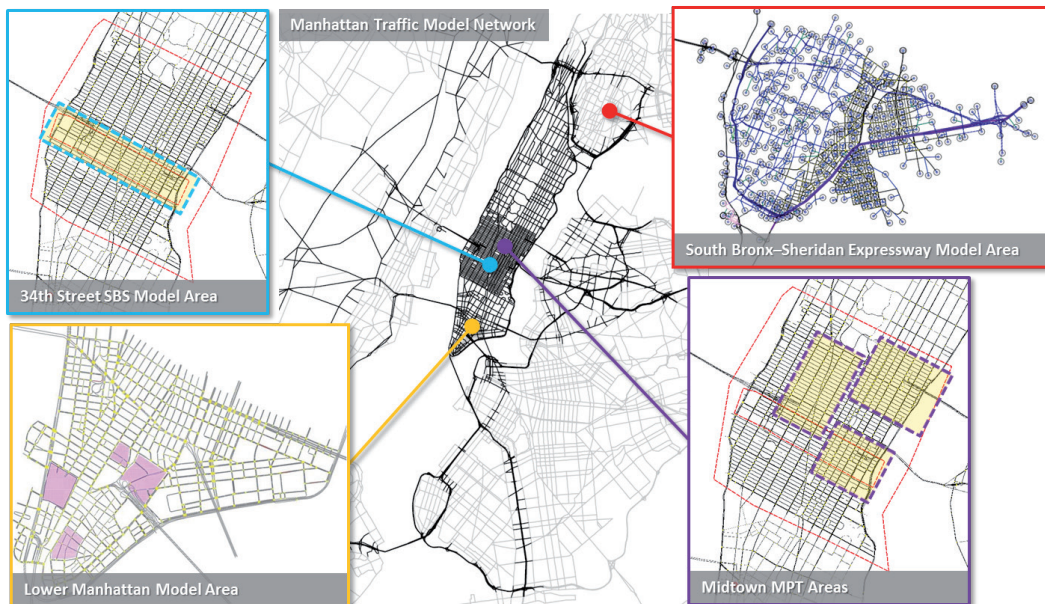 Manhattan Traffic Model Network
34th Street SBS Model Area
South Bronx–Sheridan Expressway Model Area
Lower Manhattan Model Area
Midtown MPT Areas